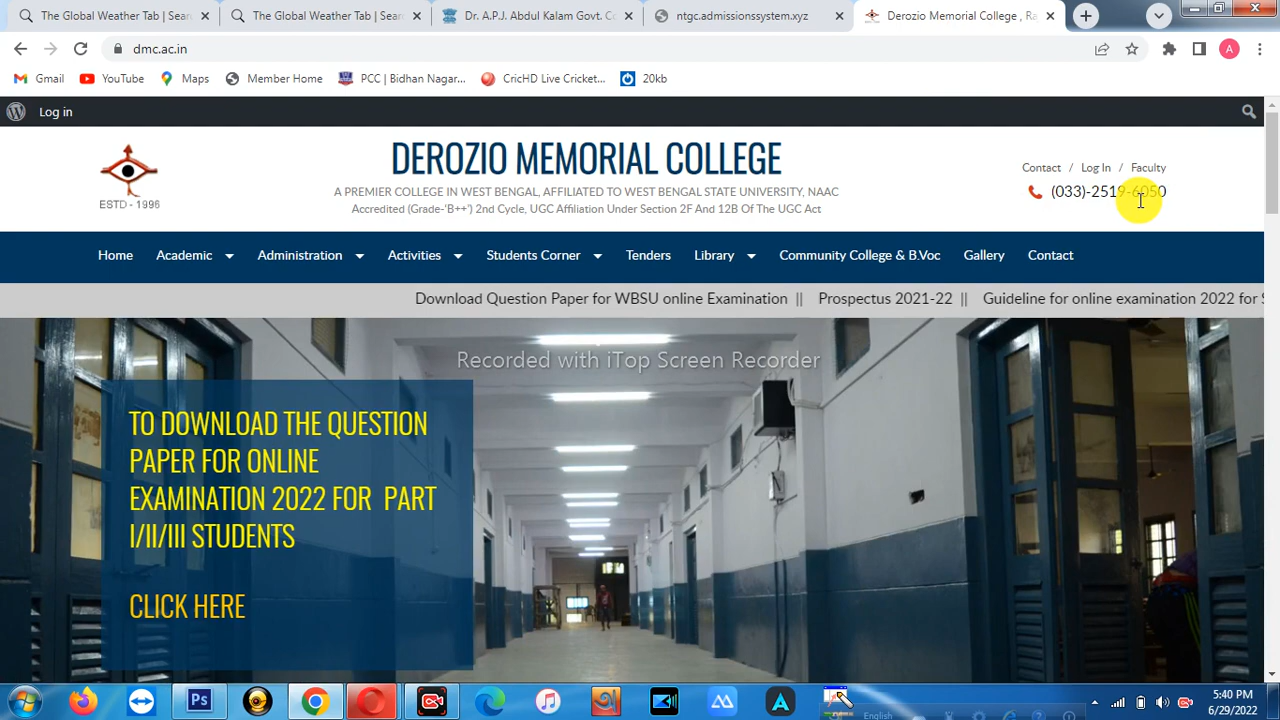 The Global Weather Tab | Sear
The Global Weather Tab | Sear
Dr. A.P.J. Abdul Kalam Govt. Co
ntgc.admissionssystem.xyz
Derozio Memorial College , Ra
dmc.ac.in
A
Gmail
YouTube
Maps
Member Home
PCC | Bidhan Nagar...
CricHD Live Cricket...
20kb
Log in
ESTD - 1996
DEROZIO MEMORIAL COLLEGE
A PREMIER COLLEGE IN WEST BENGAL, AFFILIATED TO WEST BENGAL STATE UNIVERSITY, NAAC
Accredited (Grade-'B++') 2nd Cycle, UGC Affiliation Under Section 2F And 12B Of The UGC Act
Contact / Log In / Faculty
(033)-2519-6050
Home
Academic
Administration
Activities
Students Corner
Tenders
Library
Community College & B.Voc
Gallery
Contact
Download Question Paper for WBSU online Examination || Prospectus 2021-22 || Guideline for online examination 2022 for S
Recorded with iTop Screen Recorder
TO DOWNLOAD THE QUESTION
PAPER FOR ONLINE
EXAMINATION 2022 FOR PART
I/II/III STUDENTS
CLICK HERE
Ps
English
5:40 PM
6/29/2022